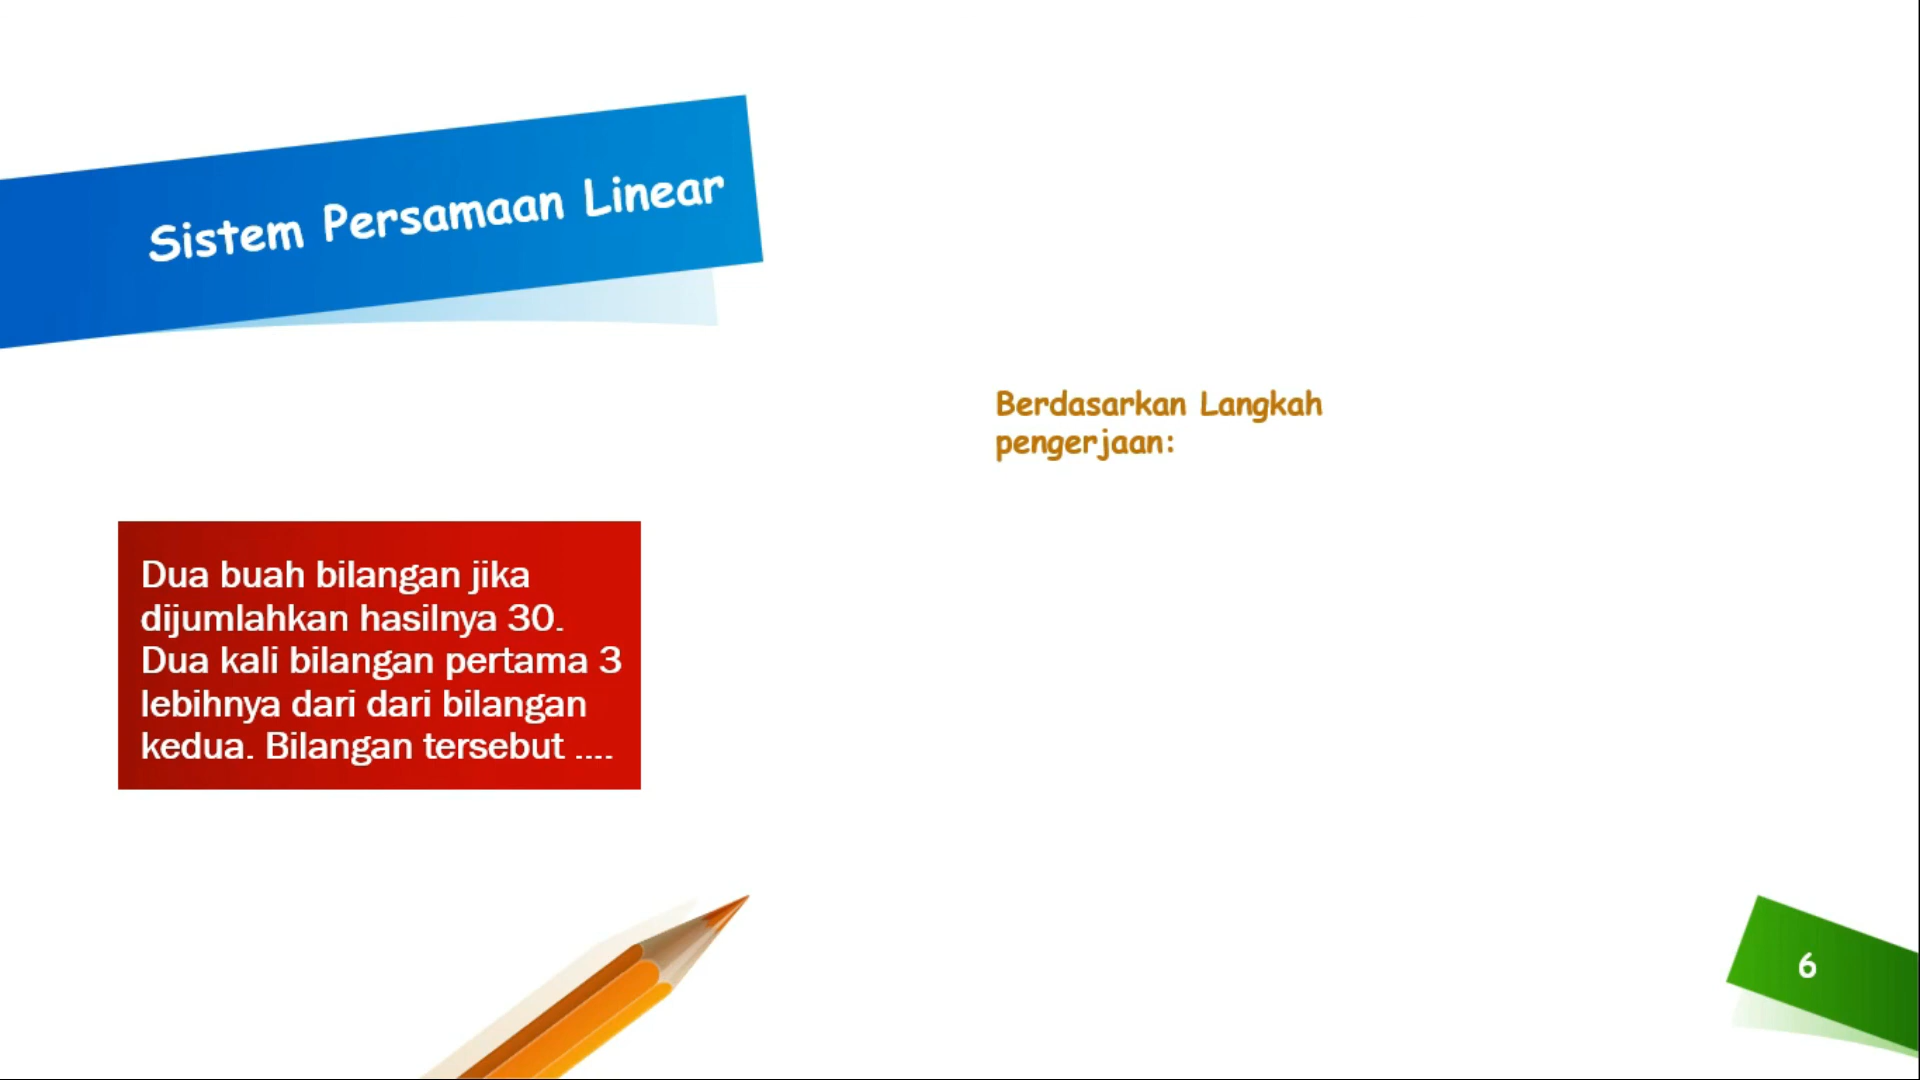 Sistem Persamaan Linear
Berdasarkan Langkah
pengerjaan:
Dua buah bilangan jika
dijumlahkan hasilnya 30.
Dua kali bilangan pertama 3
lebihnya dari dari bilangan
kedua. Bilangan tersebut ....
6